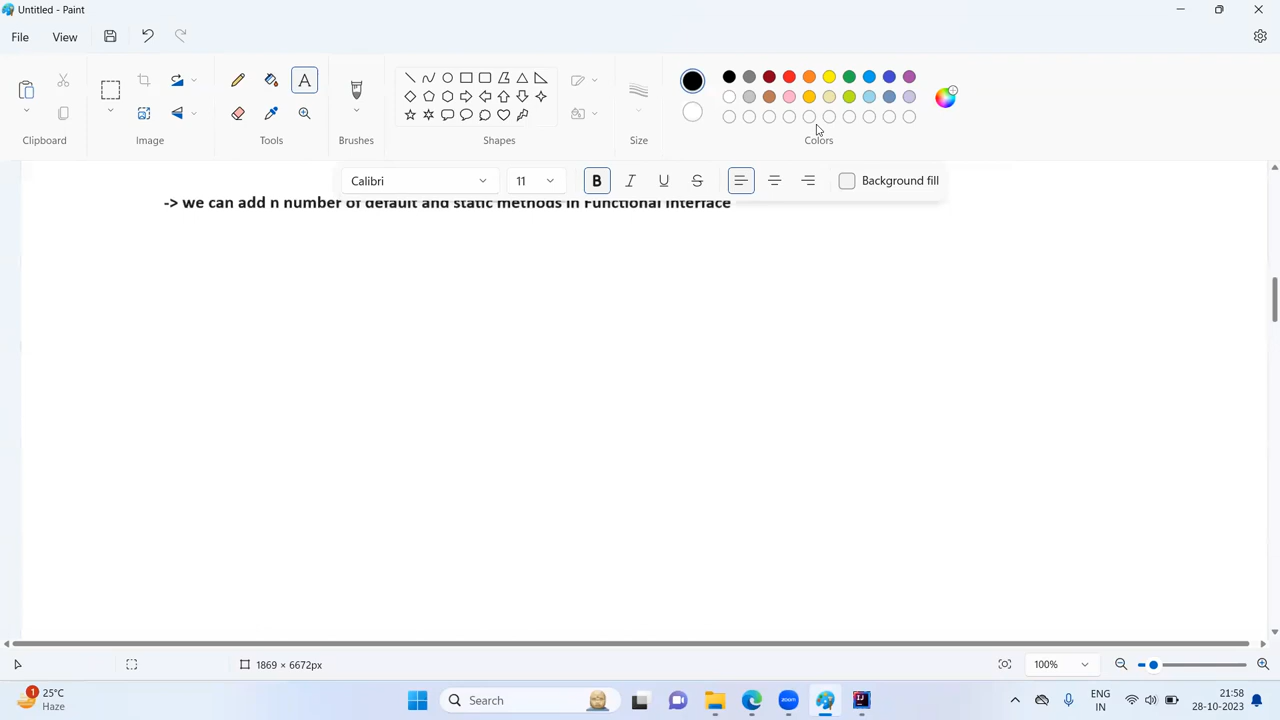 Untitled - Paint
File View
Clipboard Image Tools Brushes Shapes Size Colors
Calibri 11 B I U S Background fill
-> we can add n number of default and static methods in Functional Interface
1869 × 6672px 100%
1 25°C Haze
Search
zoom
ENG IN
21:58
28-10-2023